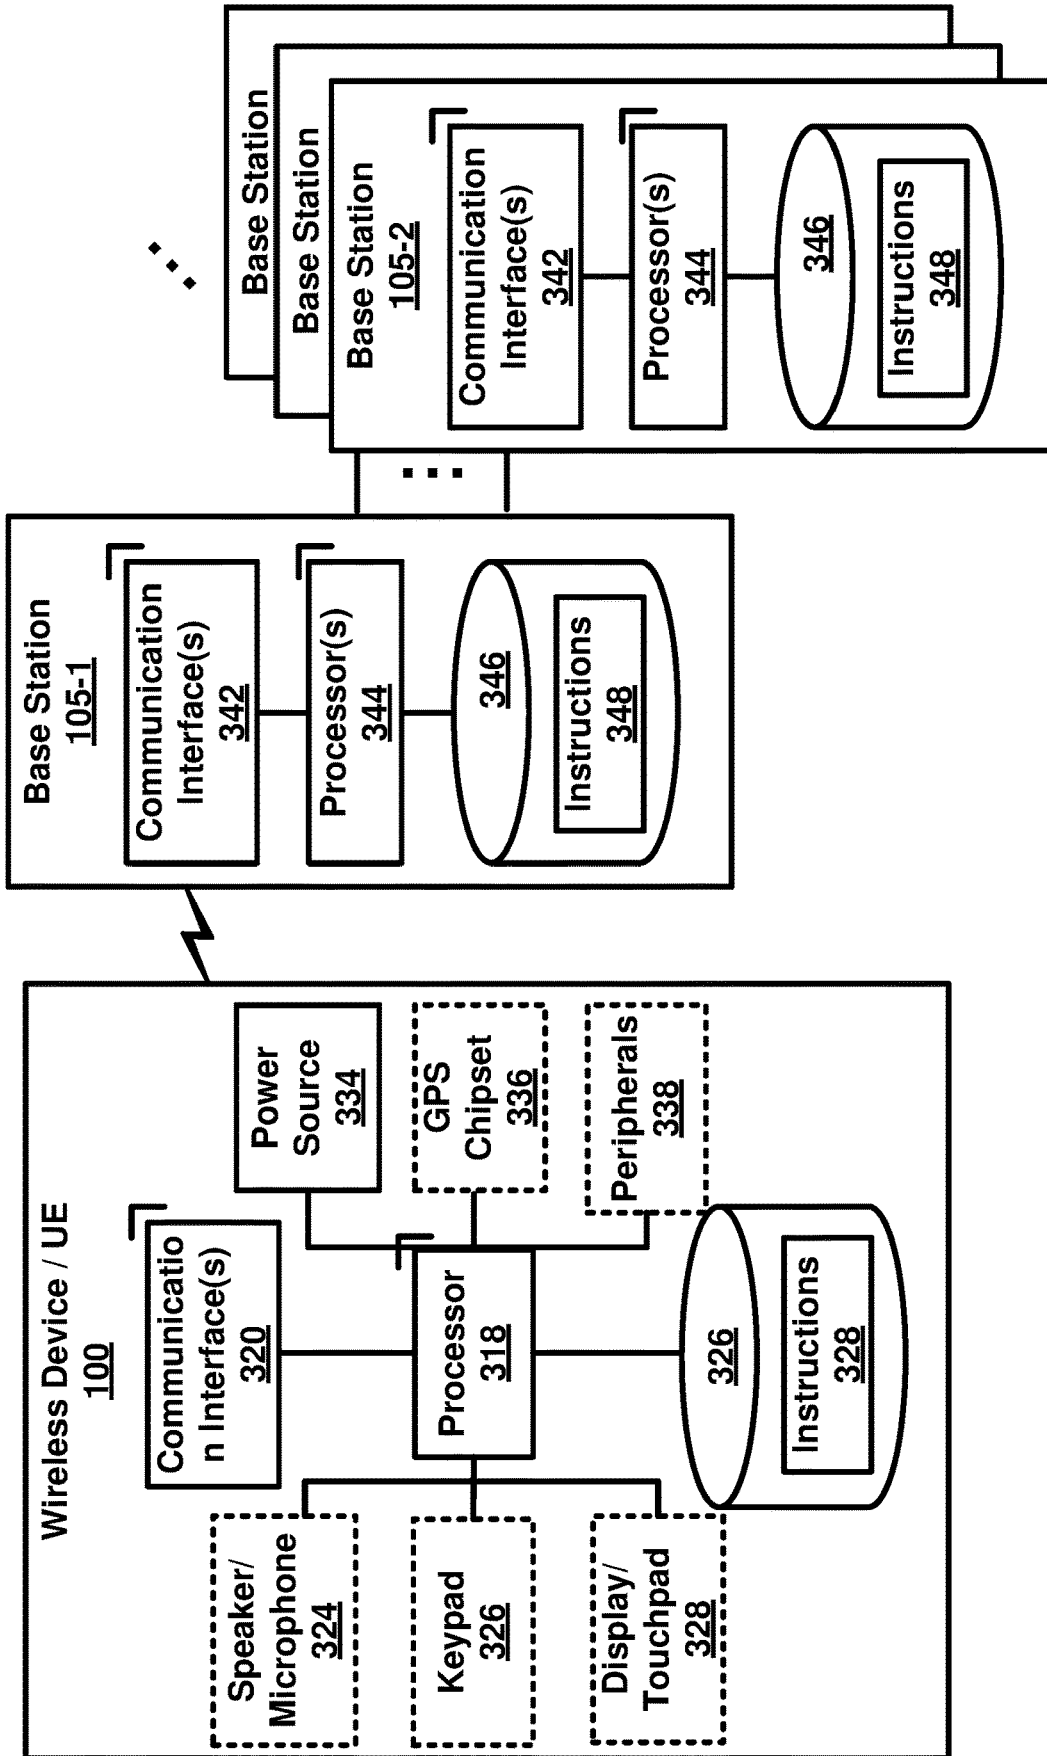 Wireless Device / UE
100
Communicatio
n Interface(s)
320
Speaker/
Microphone
324
Keypad
326
Display/
Touchpad
328
Processor
318
Power
Source
334
GPS
Chipset
336
Peripherals
338
326
Instructions
328
Base Station
105-1
Communication
Interface(s)
342
Processor(s)
344
346
Instructions
348
Base Station
Base Station
Base Station
105-2
Communication
Interface(s)
342
Processor(s)
344
346
Instructions
348